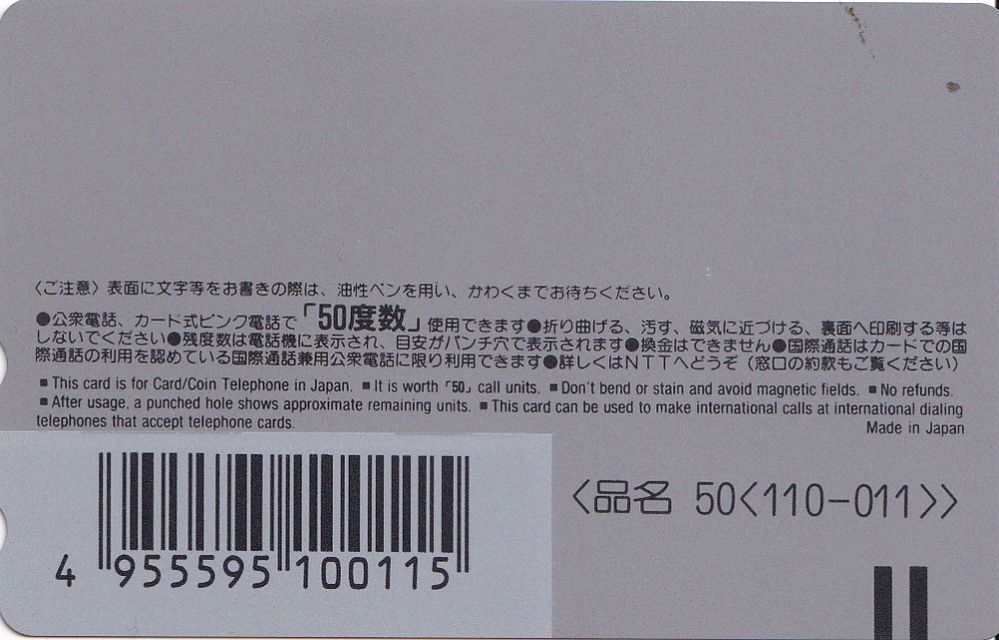 〈ご注意〉表面に文字等をお書きの際は、油性ペンを用い、かわくまでお待ちください。
●公衆電話、カード式ピンク電話で「50度数」使用できます●折り曲げる、汚す、磁気に近づける、裏面へ印刷する等は
しないでください●残度数は電話機に表示され、目安がパンチ穴で表示されます●換金はできません●国際通話はカードでの国
際通話の利用を認めている国際通話兼用公衆電話に限り利用できます●詳しくはNTTへどうぞ（窓口の約款もご覧ください）
■ This card is for Card/Coin Telephone in Japan. ■ It is worth「50」call units. ■ Don't bend or stain and avoid magnetic fields. ■ No refunds.
■ After usage, a punched hole shows approximate remaining units. ■ This card can be used to make international calls at international dialing
telephones that accept telephone cards.
Made in Japan
〈品名 50〈110-011〉〉
4 955595 100115